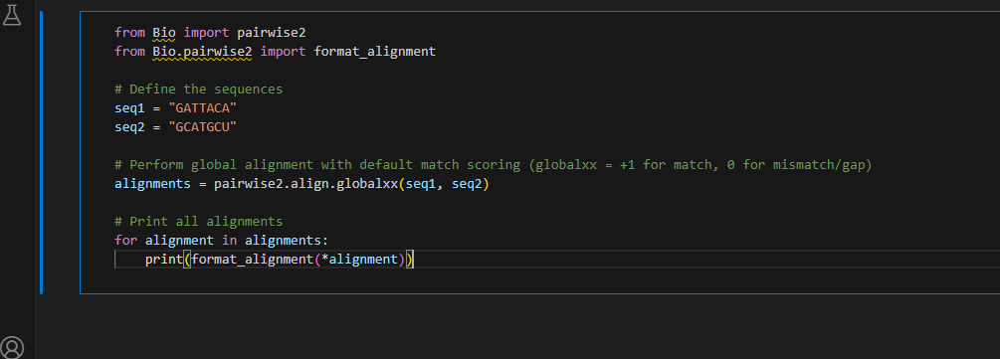 from Bio import pairwise2
from Bio.pairwise2 import format_alignment
# Define the sequences
seq1 = "GATTACA"
seq2 = "GCATGCU"
# Perform global alignment with default match scoring (globalxx = +1 for match, 0 for mismatch/gap)
alignments = pairwise2.align.globalxx(seq1, seq2)
# Print all alignments
for alignment in alignments:
    print(format_alignment(*alignment))